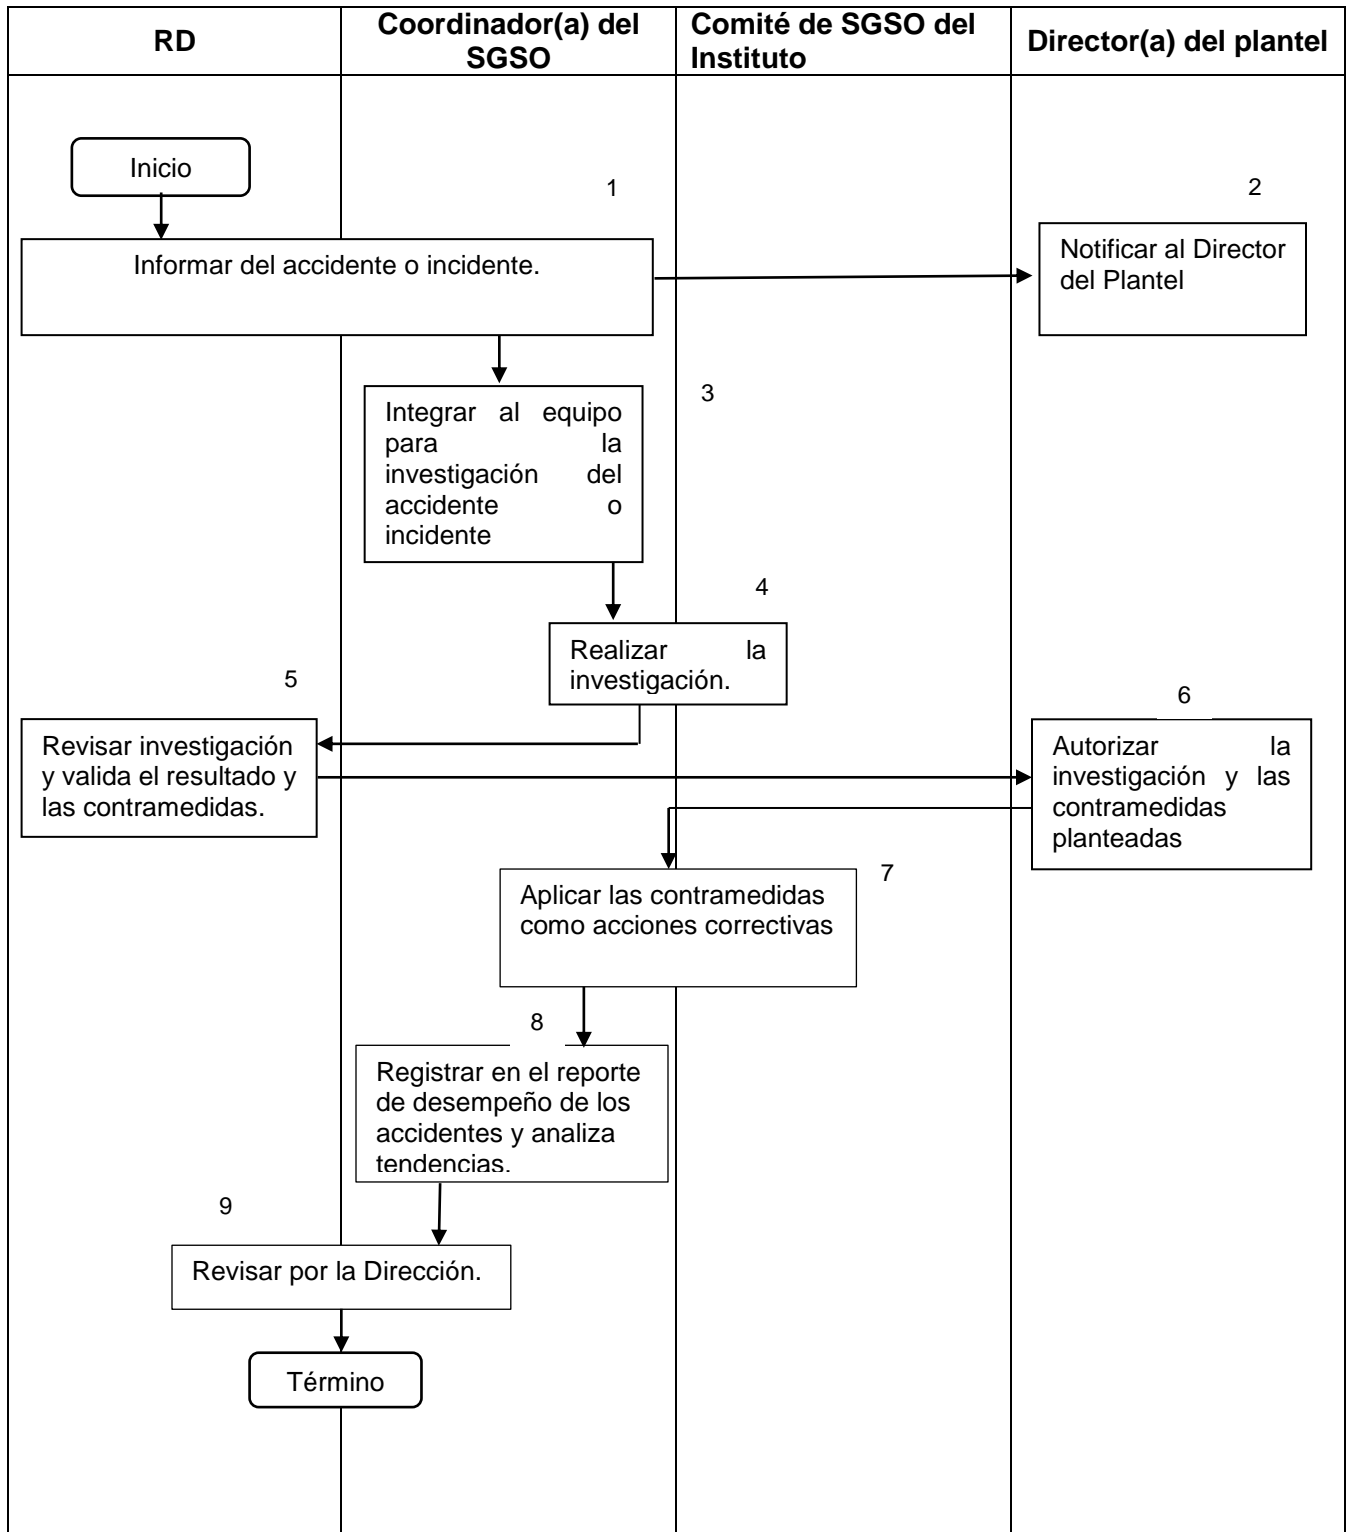 RD
Coordinador(a) del
SGSO
Comité de SGSO del
Instituto
Director(a) del plantel
Inicio
1
2
Informar del accidente o incidente.
Notificar al Director
del Plantel
3
Integrar al equipo
para la
investigación del
accidente o
incidente
4
Realizar la
investigación.
5
6
Revisar investigación
y valida el resultado y
las contramedidas.
Autorizar la
investigación y las
contramedidas
planteadas
7
Aplicar las contramedidas
como acciones correctivas
8
Registrar en el reporte
de desempeño de los
accidentes y analiza
tendencias.
9
Revisar por la Dirección.
Término